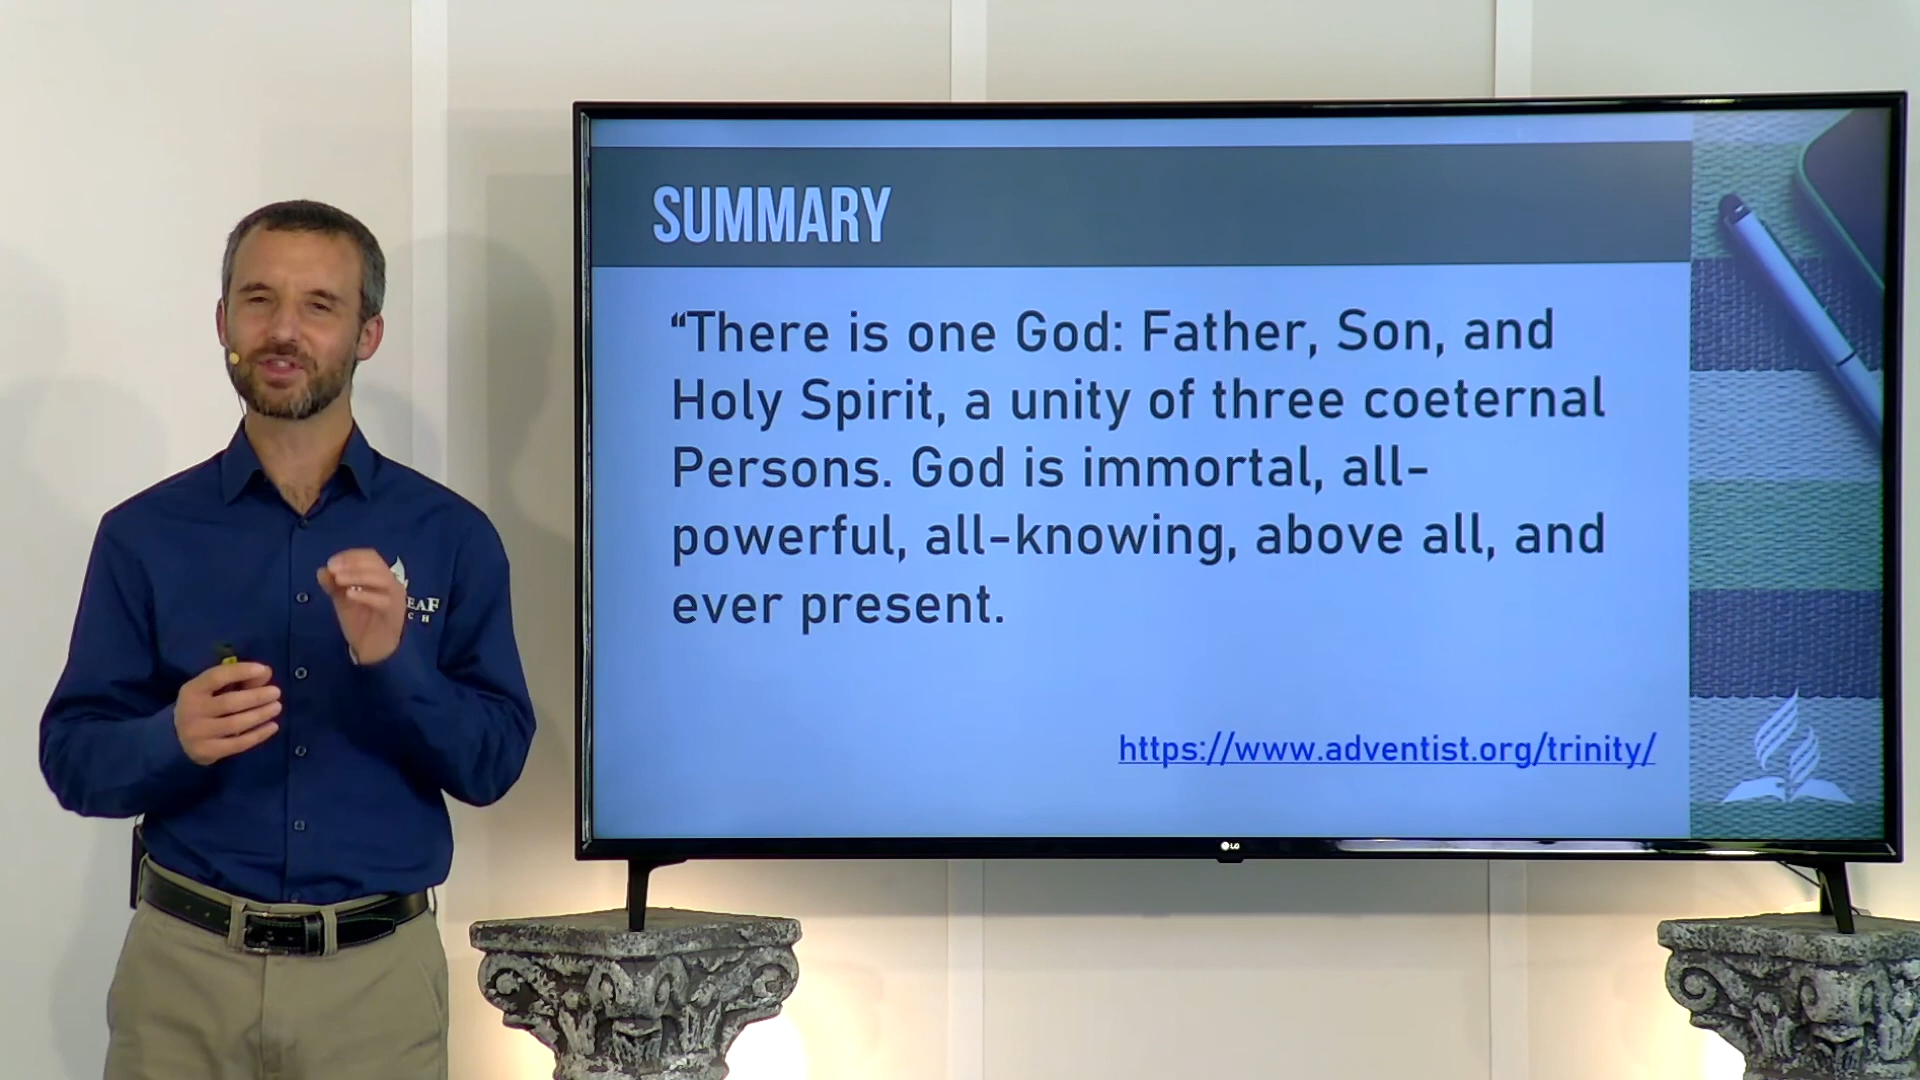 SUMMARY
“There is one God: Father, Son, and
Holy Spirit, a unity of three coeternal
Persons. God is immortal, all-
powerful, all-knowing, above all, and
ever present.
https://www.adventist.org/trinity/
LG